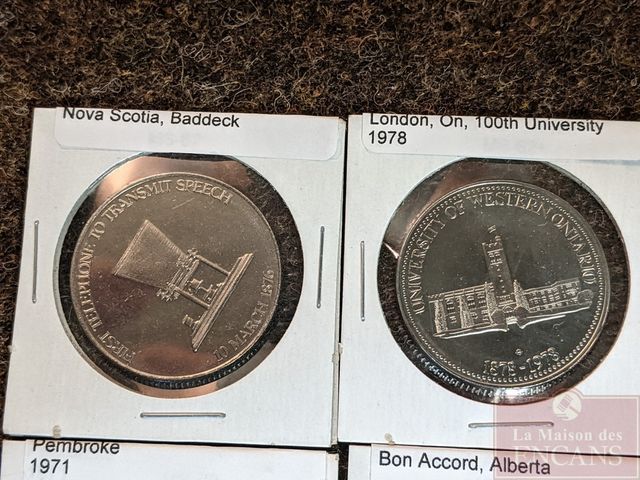 Nova Scotia, Baddeck
London, On, 100th University
1978
FIRST TELEPHONE TO TRANSMIT SPEECH
10 MARCH 1876
UNIVERSITY OF WESTERN ONTARIO
1878-1978
Pembroke
1971
Bon Accord, Alberta
La Maison des
ENCANS